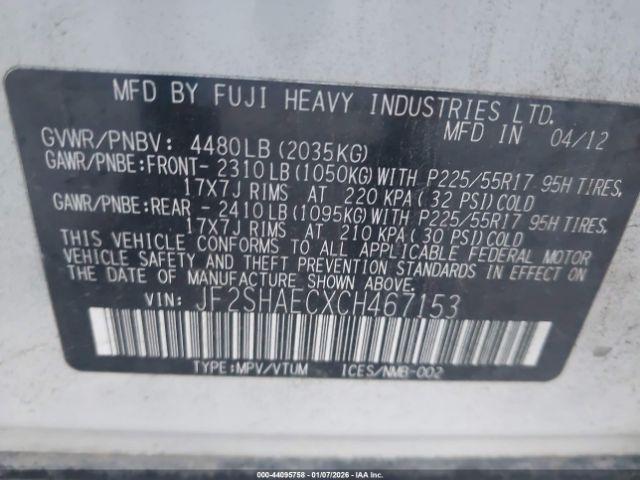 MFD BY FUJI HEAVY INDUSTRIES LTD.
MFD IN 04/12
GVWR/PNBV: 4480LB(2035KG)
GAWR/PNBE:FRONT- 2310LB(1050KG)WITH P225/55R17 95H TIRES,
17X7J RIMS AT 220 KPA(32 PSI)COLD
GAWR/PNBE:REAR - 2410LB(1095KG)WITH P225/55R17 95H TIRES,
17X7J RIMS AT 210 KPA(30 PSI)COLD
THIS VEHICLE CONFORMS TO ALL APPLICABLE FEDERAL MOTOR
VEHICLE SAFETY AND THEFT PREVENTION STANDARDS IN EFFECT ON
THE DATE OF MANUFACTURE SHOWN ABOVE.
VIN: JF2SHAECXCH467153
TYPE:MPV/VTUM ICES/NMB-002
000-44095758 - 01/07/2026 - IAAI.COM